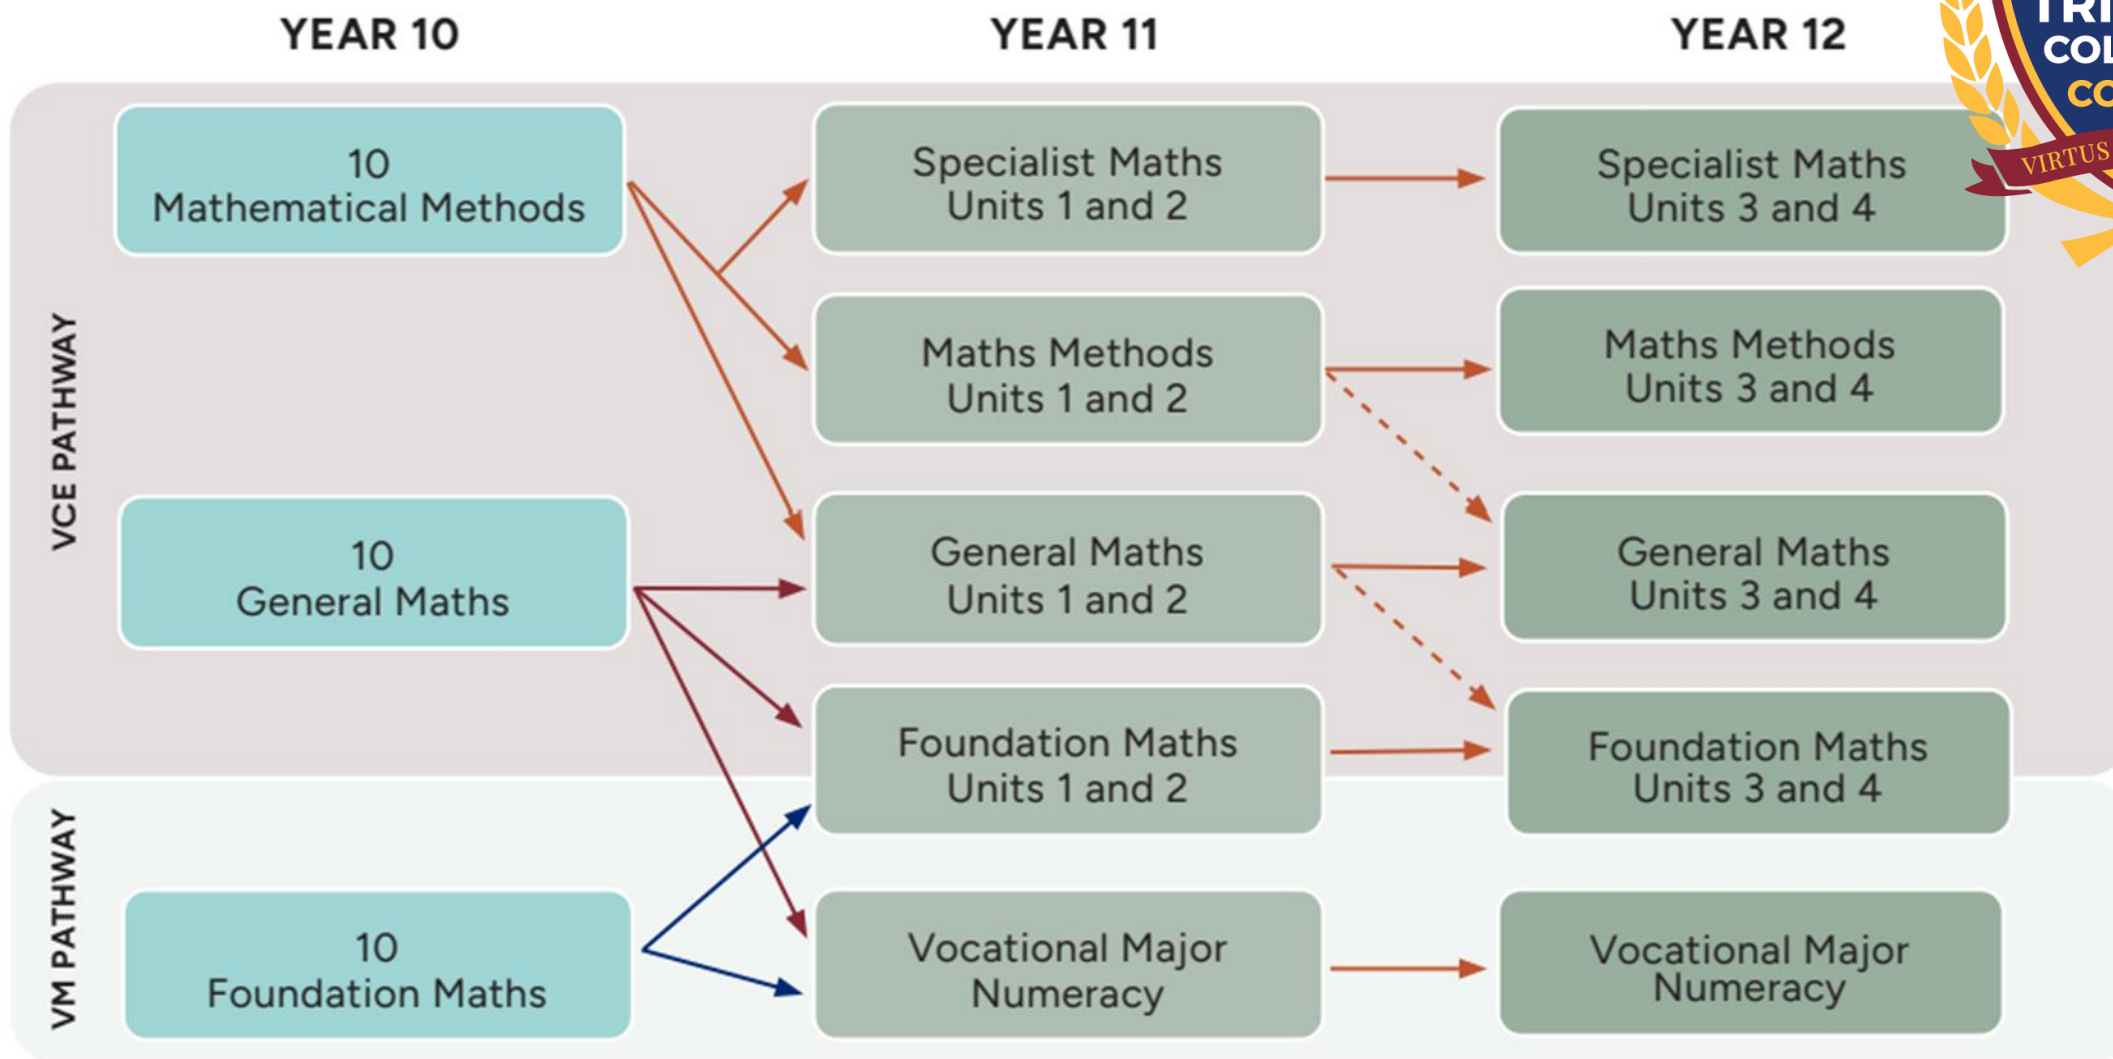 YEAR 10
YEAR 11
YEAR 12
VCE PATHWAY
10
Mathematical Methods
Specialist Maths
Units 1 and 2
Specialist Maths
Units 3 and 4
Maths Methods
Units 1 and 2
Maths Methods
Units 3 and 4
10
General Maths
General Maths
Units 1 and 2
General Maths
Units 3 and 4
Foundation Maths
Units 1 and 2
Foundation Maths
Units 3 and 4
VM PATHWAY
10
Foundation Maths
Vocational Major
Numeracy
Vocational Major
Numeracy
VIRTUS